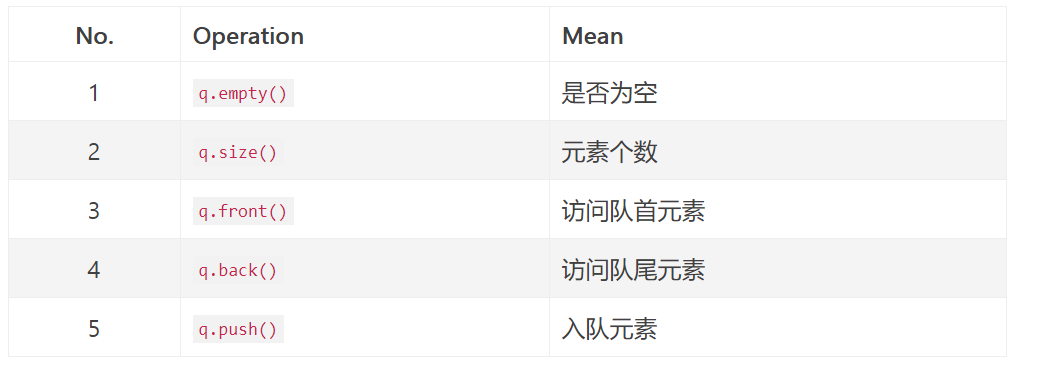 No. Operation Mean
1 q.empty() 是否为空
2 q.size() 元素个数
3 q.front() 访问队首元素
4 q.back() 访问队尾元素
5 q.push() 入队元素